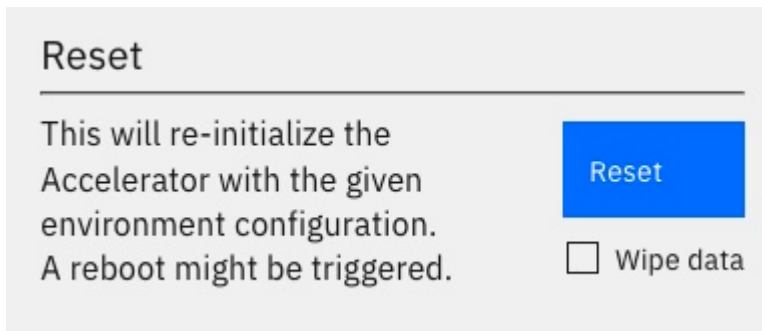 Reset
This will re-initialize the
Accelerator with the given
environment configuration.
A reboot might be triggered.
Reset
Wipe data